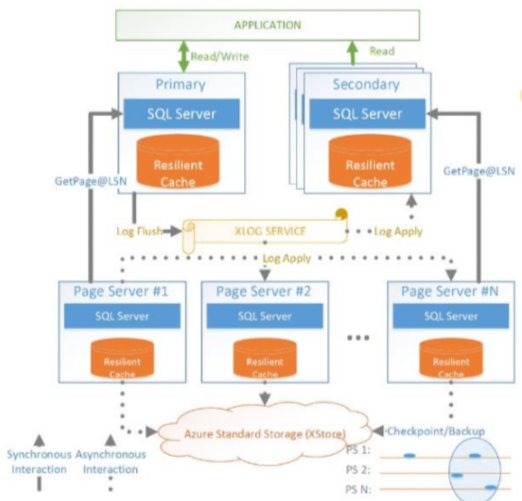 APPLICATION
Read/Write
Read
Primary
SQL Server
Resilient
Cache
Secondary
SQL Server
Resilient
Cache
GetPage@LSN
GetPage@LSN
Log Flush
XLOG SERVICE
Log Apply
Log Apply
Page Server #1
SQL Server
Resilient
Cache
Page Server #2
SQL Server
Resilient
Cache
Page Server #N
SQL Server
Resilient
Cache
Azure Standard Storage (XStore)
Checkpoint/Backup
PS 1:
PS 2:
PS N:
Synchronous
Interaction
Asynchronous
Interaction